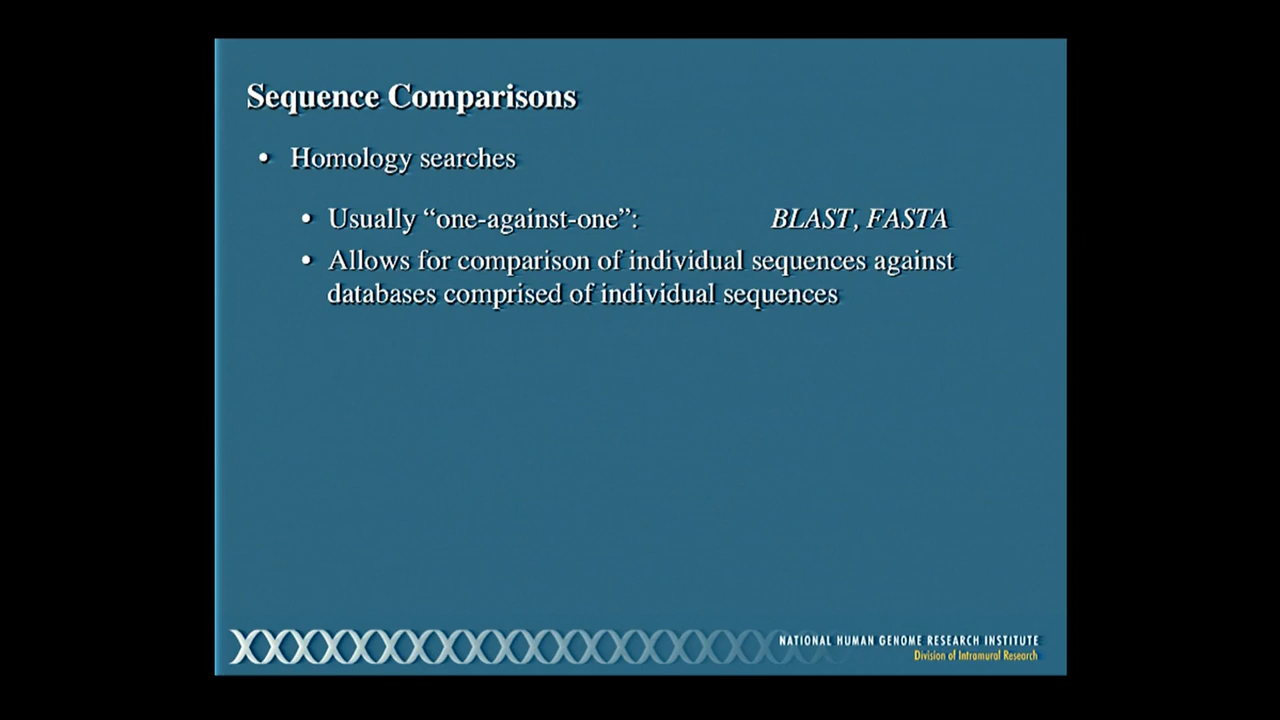 Sequence Comparisons
• Homology searches
• Usually “one-against-one”: BLAST, FASTA
• Allows for comparison of individual sequences against
databases comprised of individual sequences
NATIONAL HUMAN GENOME RESEARCH INSTITUTE
Division of Intramural Research